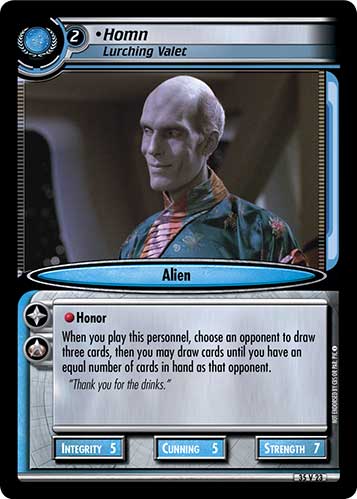 2
•Homn
Lurching Valet
Alien
Honor
When you play this personnel, choose an opponent to draw
three cards, then you may draw cards until you have an
equal number of cards in hand as that opponent.
"Thank you for the drinks."
INTEGRITY 5
CUNNING 5
STRENGTH 7
35 V 23